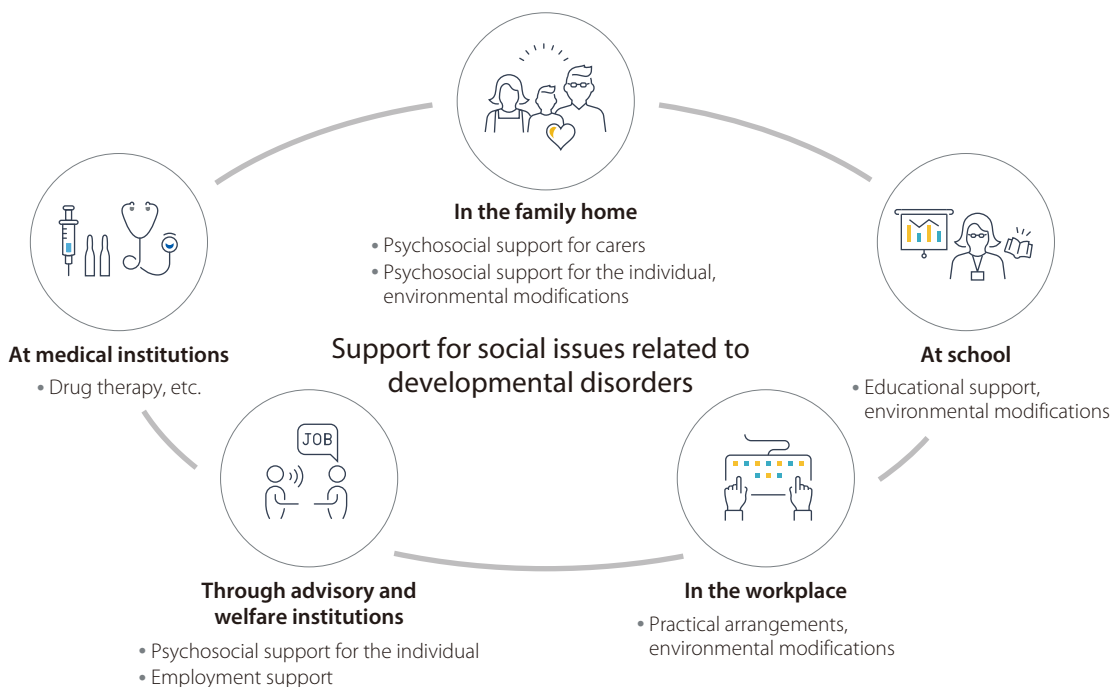 In the family home
• Psychosocial support for carers
• Psychosocial support for the individual,
environmental modifications
At medical institutions
• Drug therapy, etc.
Support for social issues related to
developmental disorders
At school
• Educational support,
environmental modifications
JOB
Through advisory and
welfare institutions
• Psychosocial support for the individual
• Employment support
In the workplace
• Practical arrangements,
environmental modifications